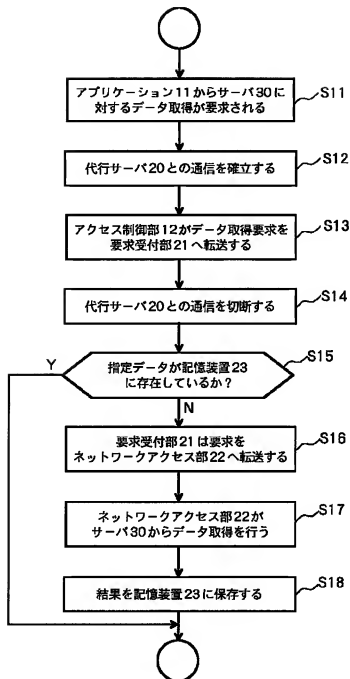 アプリケーション11からサーバ30に
対するデータ取得が要求される
S11
代行サーバ20との通信を確立する
S12
アクセス制御部12がデータ取得要求を
要求受付部21へ転送する
S13
代行サーバ20との通信を切断する
S14
指定データが記憶装置23
に存在しているか?
S15
Y
N
要求受付部21は要求を
ネットワークアクセス部22へ転送する
S16
ネットワークアクセス部22が
サーバ30からデータ取得を行う
S17
結果を記憶装置23に保存する
S18